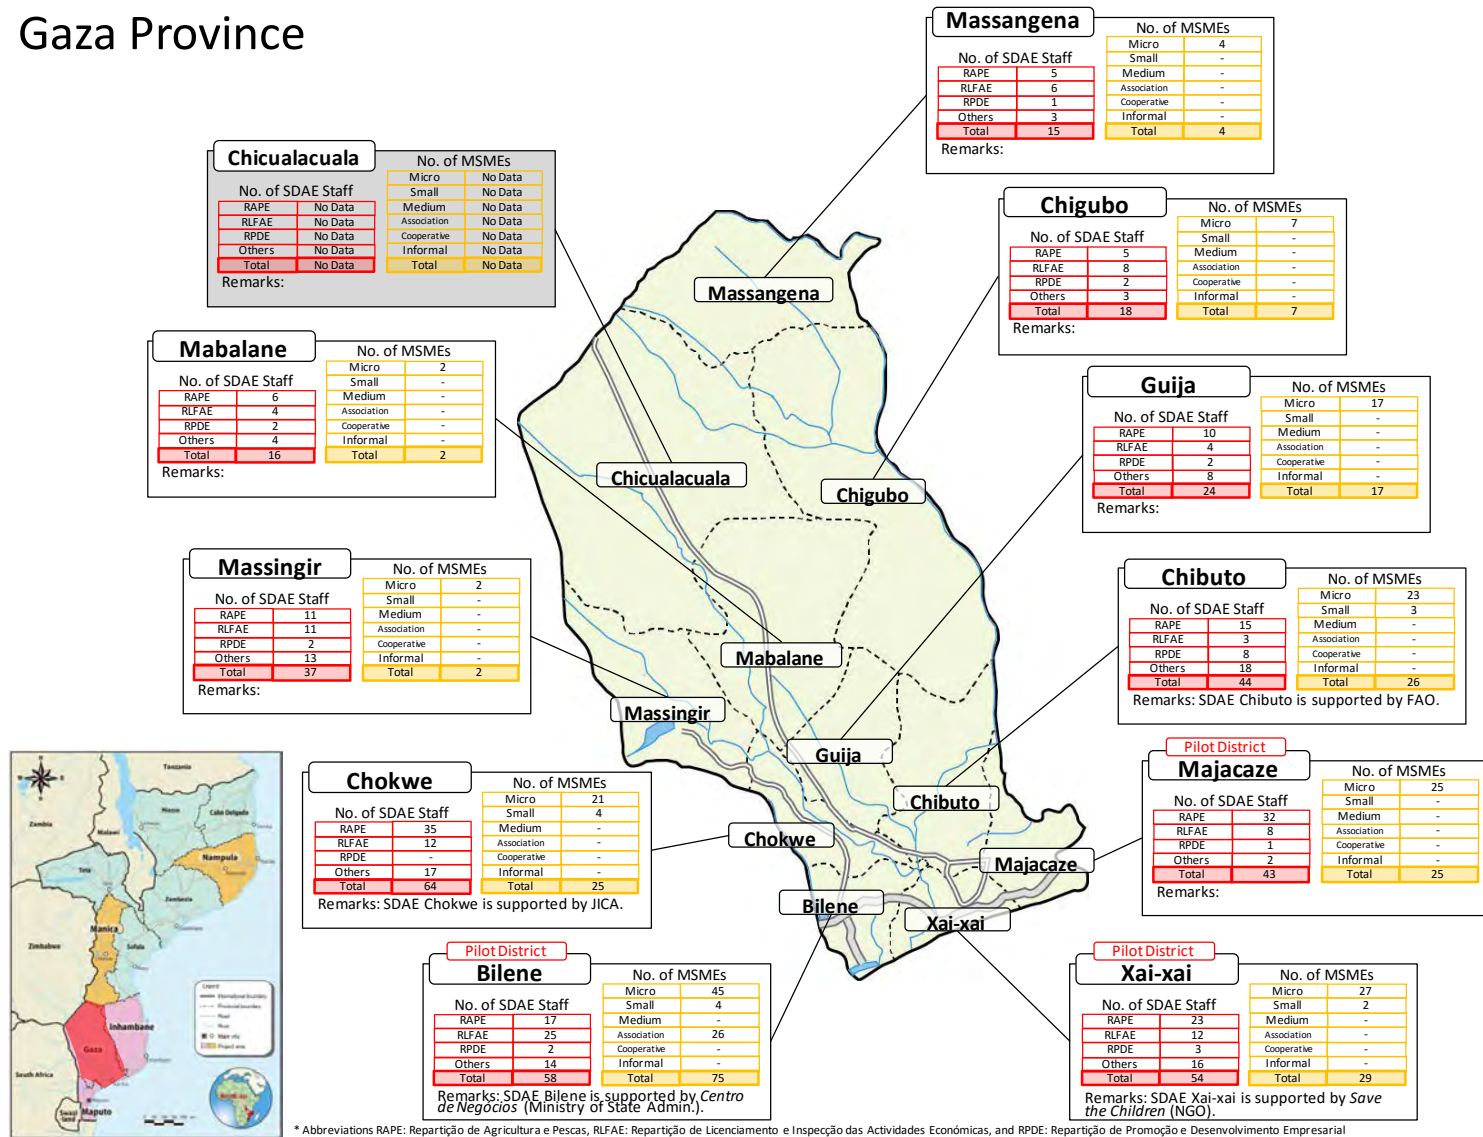 Gaza Province
Massangena
No. of MSMEs
Micro 4
Small -
Medium -
Association -
Cooperative -
Informal -
Total 4
No. of SDAE Staff
RAPE 5
RLFAE 6
RPDE 1
Others 3
Total 15
Remarks:
Chicualacuala
No. of MSMEs
Micro No Data
Small No Data
Medium No Data
Association No Data
Cooperative No Data
Informal No Data
Total No Data
No. of SDAE Staff
RAPE No Data
RLFAE No Data
RPDE No Data
Others No Data
Total No Data
Remarks:
Chigubo
No. of MSMEs
Micro 7
Small -
Medium -
Association -
Cooperative -
Informal -
Total 7
No. of SDAE Staff
RAPE 5
RLFAE 8
RPDE 2
Others 3
Total 18
Remarks:
Mabalane
No. of MSMEs
Micro 2
Small -
Medium -
Association -
Cooperative -
Informal -
Total 2
No. of SDAE Staff
RAPE 6
RLFAE 4
RPDE 2
Others 4
Total 16
Remarks:
Guija
No. of MSMEs
Micro 17
Small -
Medium -
Association -
Cooperative -
Informal -
Total 17
No. of SDAE Staff
RAPE 10
RLFAE 4
RPDE 2
Others 8
Total 24
Remarks:
Massingir
No. of MSMEs
Micro 2
Small -
Medium -
Association -
Cooperative -
Informal -
Total 2
No. of SDAE Staff
RAPE 11
RLFAE 11
RPDE 2
Others 13
Total 37
Remarks:
Chibuto
No. of MSMEs
Micro 23
Small 3
Medium -
Association -
Cooperative -
Informal -
Total 26
No. of SDAE Staff
RAPE 15
RLFAE 3
RPDE 8
Others 18
Total 44
Remarks: SDAE Chibuto is supported by FAO.
Chokwe
No. of MSMEs
Micro 21
Small 4
Medium -
Association -
Cooperative -
Informal -
Total 25
No. of SDAE Staff
RAPE 35
RLFAE 12
RPDE -
Others 17
Total 64
Remarks: SDAE Chokwe is supported by JICA.
Pilot District
Majacaze
No. of MSMEs
Micro 25
Small -
Medium -
Association -
Cooperative -
Informal -
Total 25
No. of SDAE Staff
RAPE 32
RLFAE 8
RPDE 1
Others 2
Total 43
Remarks:
Pilot District
Bilene
No. of MSMEs
Micro 45
Small 4
Medium -
Association 26
Cooperative -
Informal -
Total 75
No. of SDAE Staff
RAPE 17
RLFAE 25
RPDE 2
Others 14
Total 58
Remarks: SDAE Bilene is supported by Centro
de Negócios (Ministry of State Admin.).
Pilot District
Xai-xai
No. of MSMEs
Micro 27
Small 2
Medium -
Association -
Cooperative -
Informal -
Total 29
No. of SDAE Staff
RAPE 23
RLFAE 12
RPDE 3
Others 16
Total 54
Remarks: SDAE Xai-xai is supported by Save
the Children (NGO).
Massangena
Chicualacuala
Chigubo
Mabalane
Massingir
Guija
Chibuto
Chokwe
Majacaze
Bilene
Xai-xai
Tanzania
Zambia
Malawi
Niassa
Cabo Delgado
Nampula
Tete
Zambezia
Manica
Sofala
Zimbabwe
Inhambane
Gaza
South Africa
Maputo
Swazi
land
Legend
International boundary
Provincial boundary
Road
River
Major city
Project area
* Abbreviations RAPE: Repartição de Agricultura e Pescas, RLFAE: Repartição de Licenciamento e Inspecção das Actividades Económicas, and RPDE: Repartição de Promoção e Desenvolvimento Empresarial